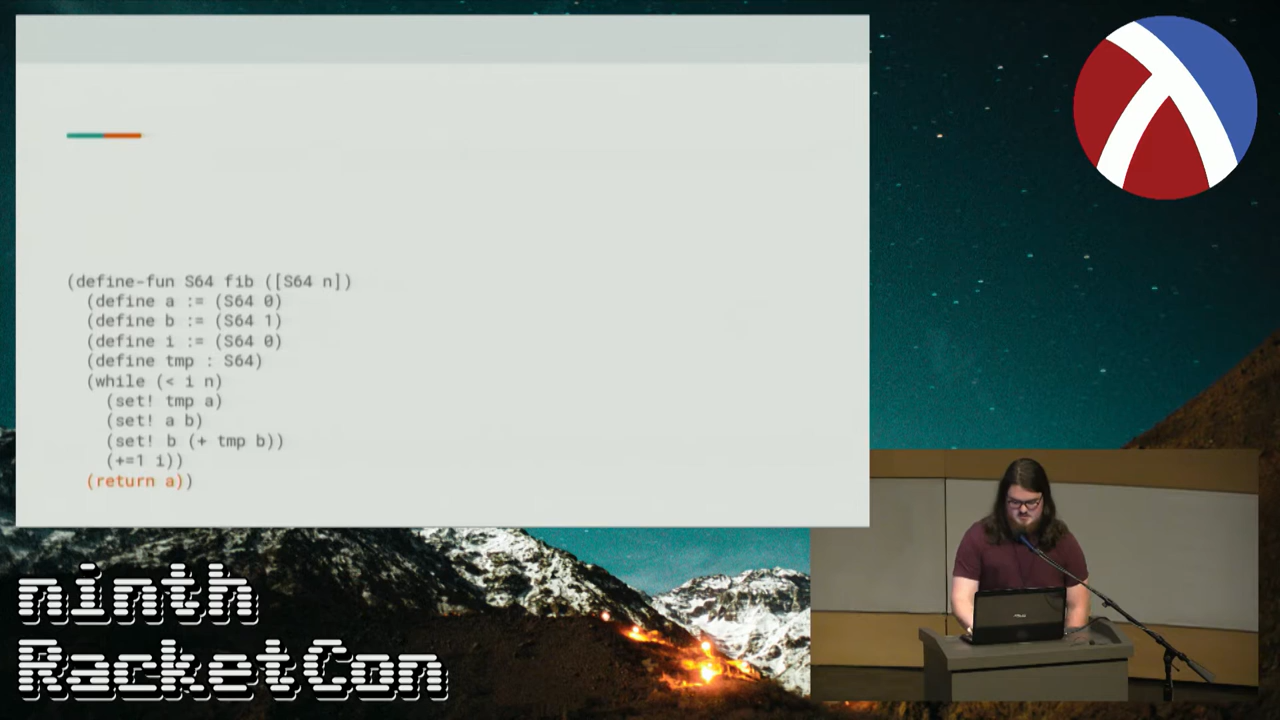 (define-fun S64 fib ([S64 n])
  (define a := (S64 0)
  (define b := (S64 1)
  (define i := (S64 0)
  (define tmp : S64)
  (while (< i n)
    (set! tmp a)
    (set! a b)
    (set! b (+ tmp b))
    (+=1 i))
  (return a))
ninth
RacketCon